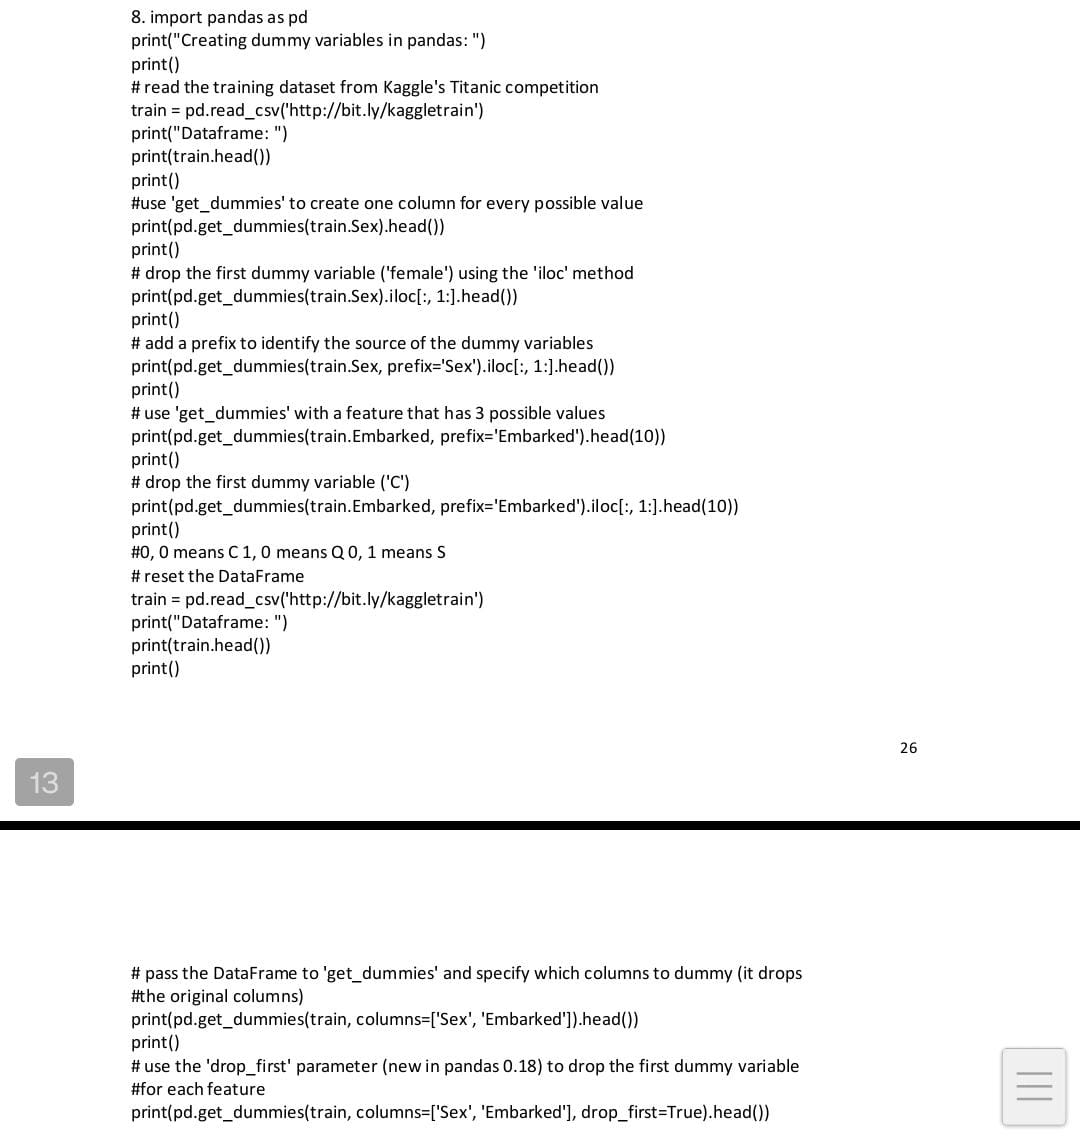 8. import pandas as pd
print("Creating dummy variables in pandas: ")
print()
# read the training dataset from Kaggle's Titanic competition
train = pd.read_csv('http://bit.ly/kaggletrain')
print("Dataframe: ")
print(train.head())
print()
#use 'get_dummies' to create one column for every possible value
print(pd.get_dummies(train.Sex).head())
print()
# drop the first dummy variable ('female') using the 'iloc' method
print(pd.get_dummies(train.Sex).iloc[:, 1:].head())
print()
# add a prefix to identify the source of the dummy variables
print(pd.get_dummies(train.Sex, prefix='Sex').iloc[:, 1:].head())
print()
# use 'get_dummies' with a feature that has 3 possible values
print(pd.get_dummies(train.Embarked, prefix='Embarked').head(10))
print()
# drop the first dummy variable ('C')
print(pd.get_dummies(train.Embarked, prefix='Embarked').iloc[:, 1:].head(10))
print()
#0, 0 means C 1, 0 means Q 0, 1 means S
# reset the DataFrame
train = pd.read_csv('http://bit.ly/kaggletrain')
print("Dataframe: ")
print(train.head())
print()
26
13
# pass the DataFrame to 'get_dummies' and specify which columns to dummy (it drops
#the original columns)
print(pd.get_dummies(train, columns=['Sex', 'Embarked']).head())
print()
# use the 'drop_first' parameter (new in pandas 0.18) to drop the first dummy variable
#for each feature
print(pd.get_dummies(train, columns=['Sex', 'Embarked'], drop_first=True).head())